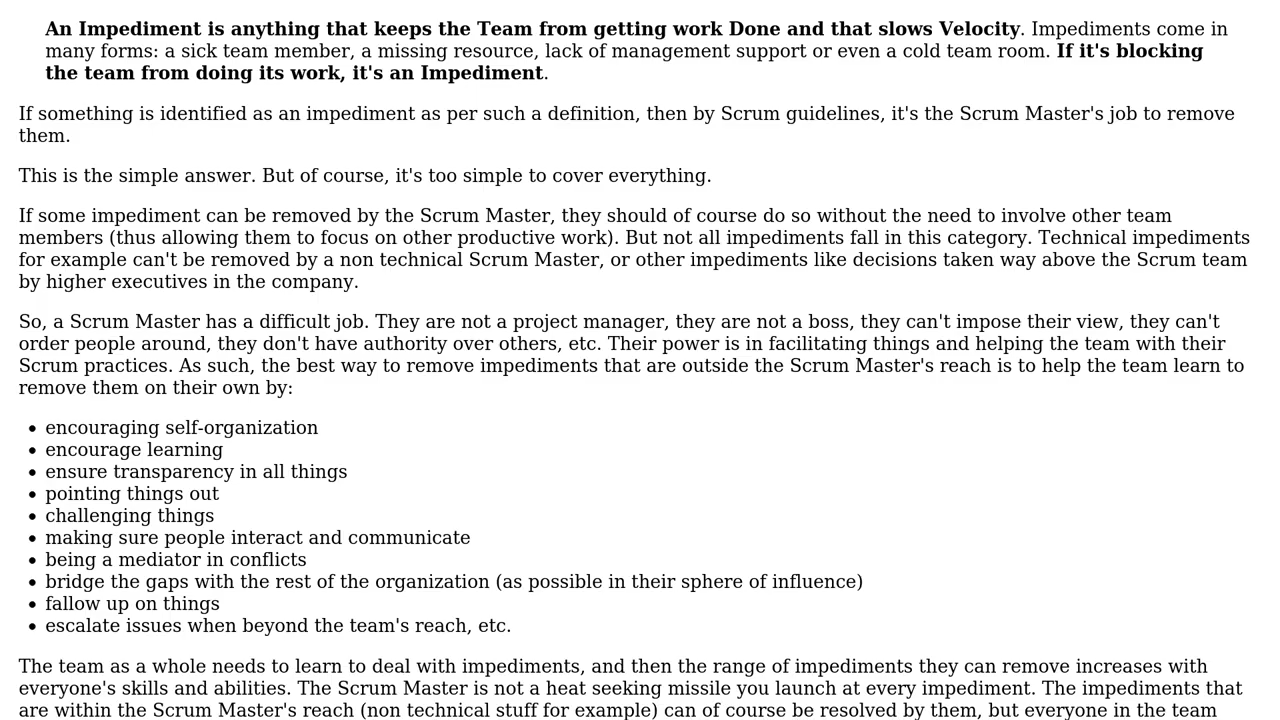 An Impediment is anything that keeps the Team from getting work Done and that slows Velocity. Impediments come in
many forms: a sick team member, a missing resource, lack of management support or even a cold team room. If it's blocking
the team from doing its work, it's an Impediment.
If something is identified as an impediment as per such a definition, then by Scrum guidelines, it's the Scrum Master's job to remove
them.
This is the simple answer. But of course, it's too simple to cover everything.
If some impediment can be removed by the Scrum Master, they should of course do so without the need to involve other team
members (thus allowing them to focus on other productive work). But not all impediments fall in this category. Technical impediments
for example can't be removed by a non technical Scrum Master, or other impediments like decisions taken way above the Scrum team
by higher executives in the company.
So, a Scrum Master has a difficult job. They are not a project manager, they are not a boss, they can't impose their view, they can't
order people around, they don't have authority over others, etc. Their power is in facilitating things and helping the team with their
Scrum practices. As such, the best way to remove impediments that are outside the Scrum Master's reach is to help the team learn to
remove them on their own by:
• encouraging self-organization
• encourage learning
• ensure transparency in all things
• pointing things out
• challenging things
• making sure people interact and communicate
• being a mediator in conflicts
• bridge the gaps with the rest of the organization (as possible in their sphere of influence)
• fallow up on things
• escalate issues when beyond the team's reach, etc.
The team as a whole needs to learn to deal with impediments, and then the range of impediments they can remove increases with
everyone's skills and abilities. The Scrum Master is not a heat seeking missile you launch at every impediment. The impediments that
are within the Scrum Master's reach (non technical stuff for example) can of course be resolved by them, but everyone in the team